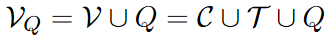 𝒱_Q = 𝒱 ∪ Q = 𝒞 ∪ 𝒯 ∪ Q